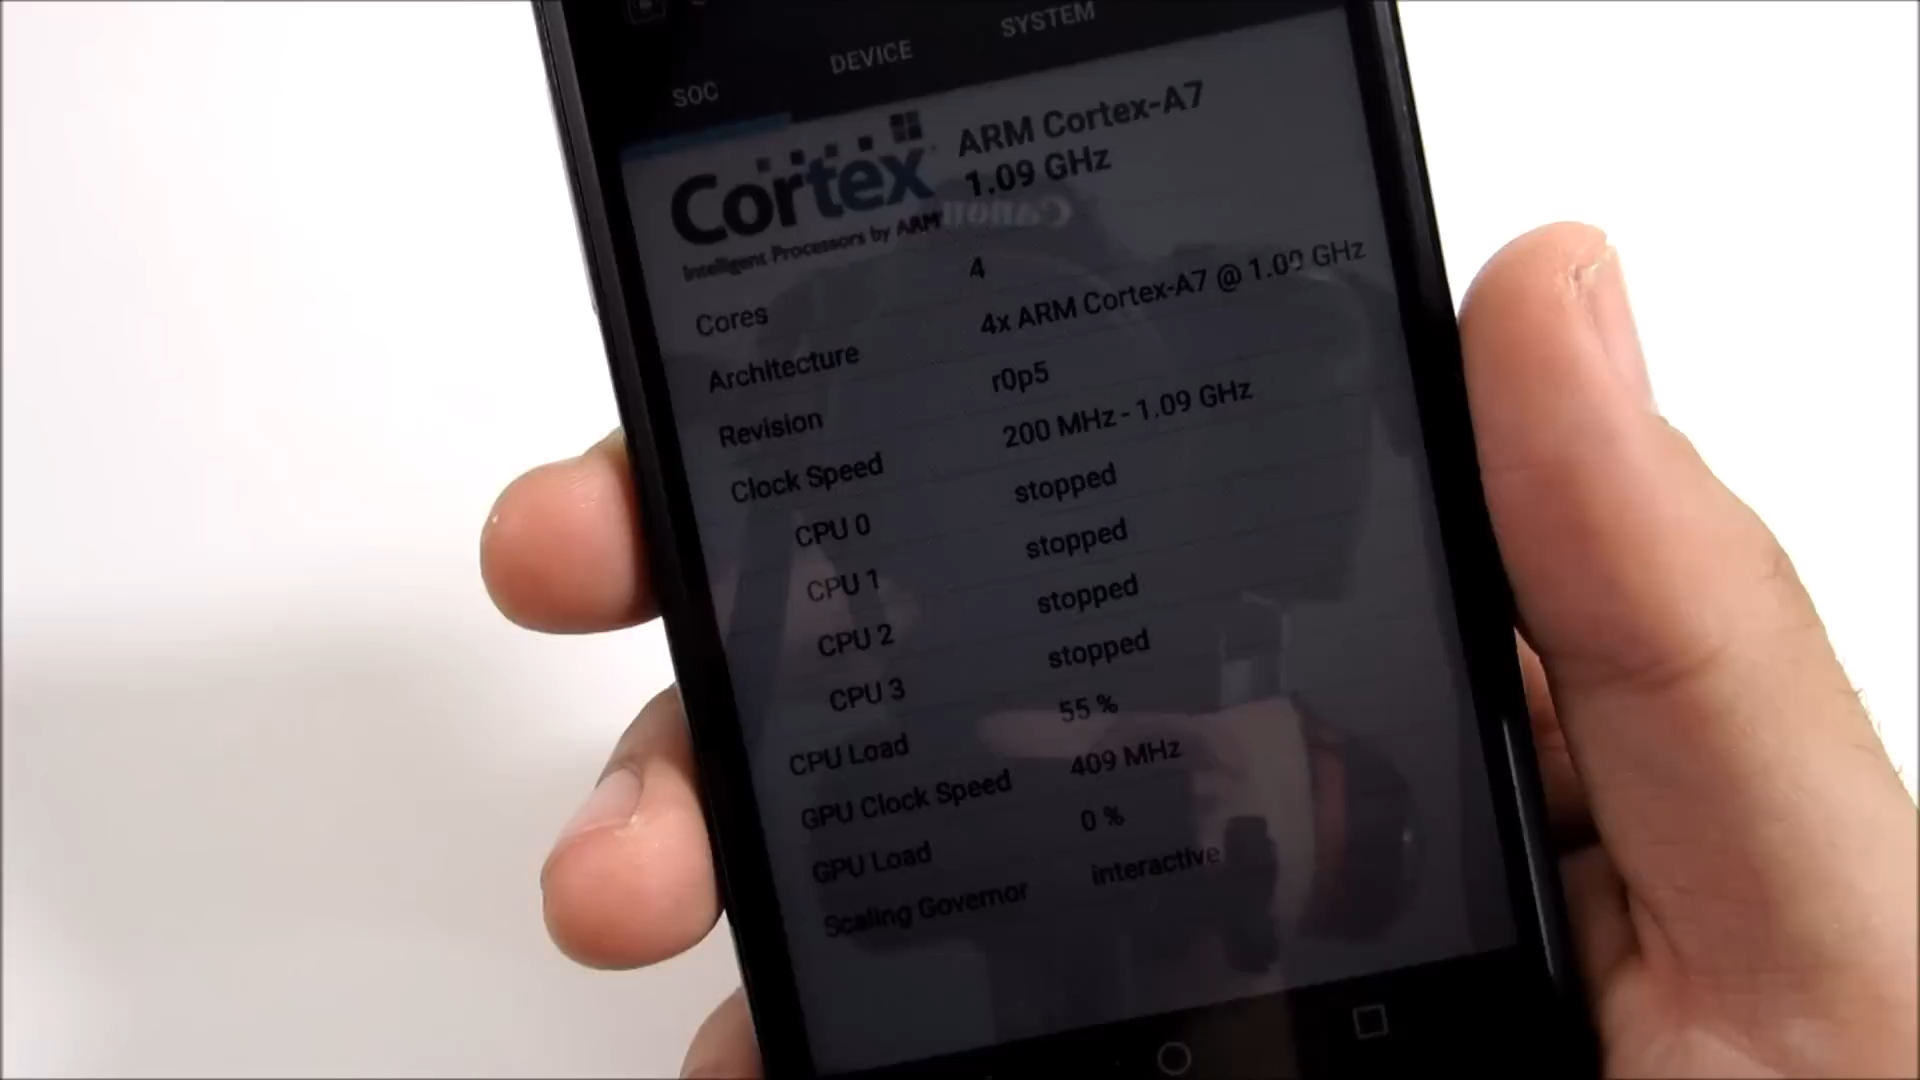 SOC DEVICE SYSTEM
Cortex
Intelligent Processors by ARM
ARM Cortex-A7
1.09 GHz
Canon
Cores 4
Architecture 4x ARM Cortex-A7 @ 1.09 GHz
Revision r0p5
Clock Speed 200 MHz - 1.09 GHz
CPU 0 stopped
CPU 1 stopped
CPU 2 stopped
CPU 3 stopped
CPU Load 55 %
GPU Clock Speed 409 MHz
GPU Load 0 %
Scaling Governor interactive